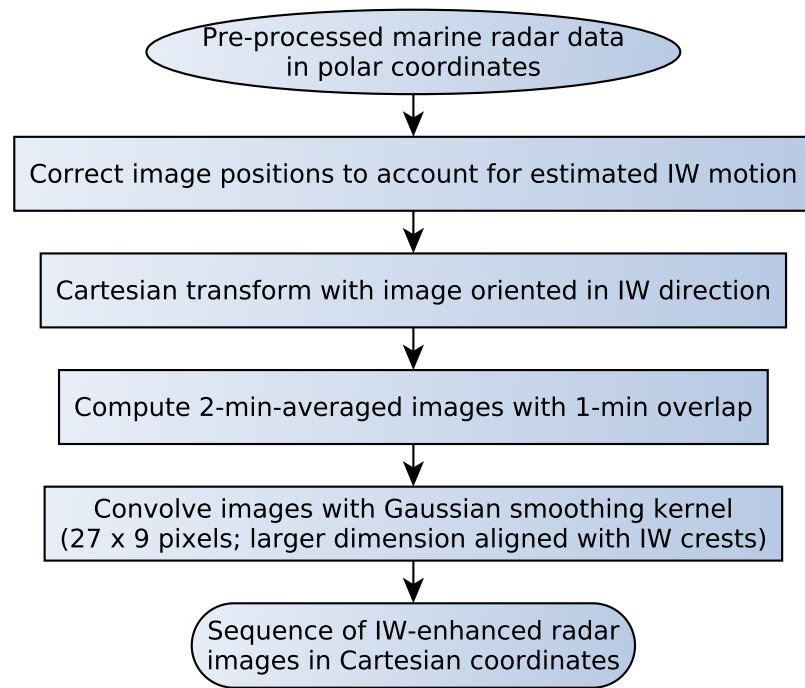 Pre-processed marine radar data
in polar coordinates
Correct image positions to account for estimated IW motion
Cartesian transform with image oriented in IW direction
Compute 2-min-averaged images with 1-min overlap
Convolve images with Gaussian smoothing kernel
(27 x 9 pixels; larger dimension aligned with IW crests)
Sequence of IW-enhanced radar
images in Cartesian coordinates